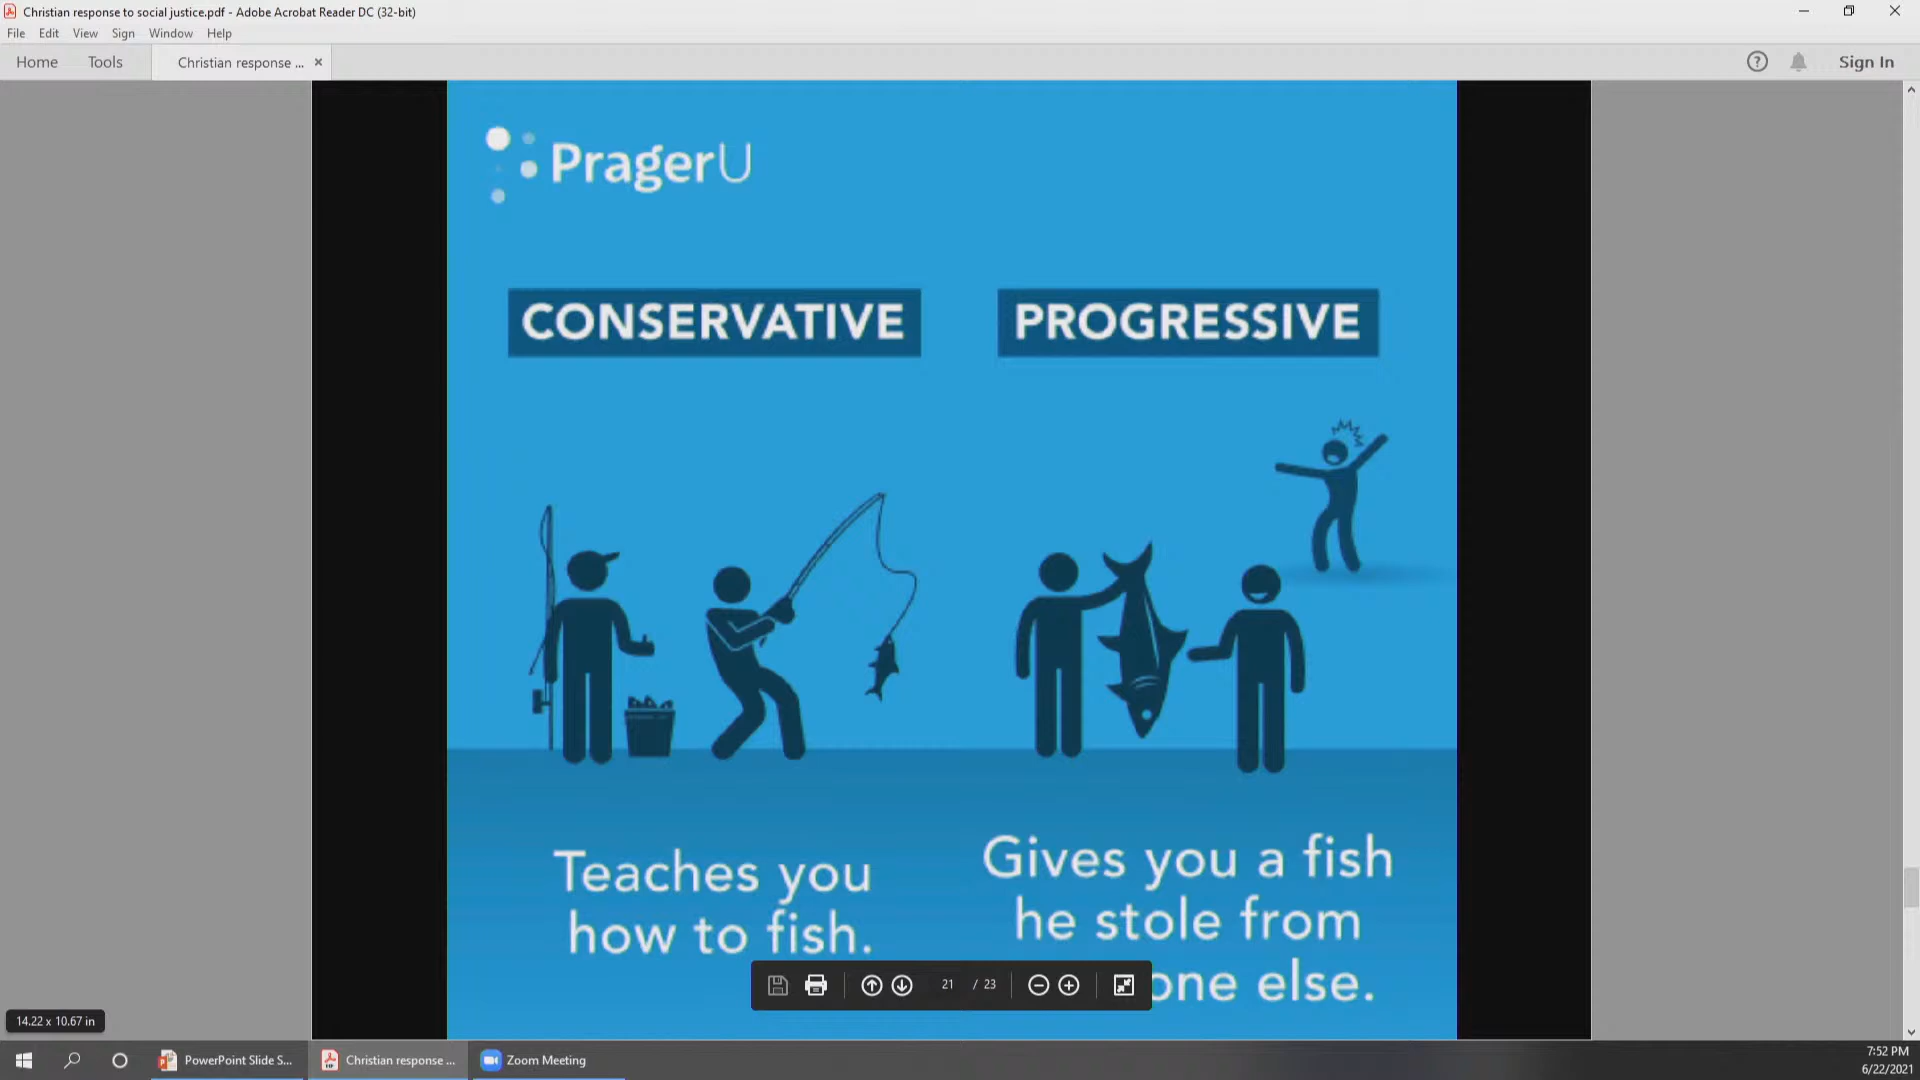 Christian response to social justice.pdf - Adobe Acrobat Reader DC (32-bit)
File Edit View Sign Window Help
Home Tools Christian response ... × Sign In
PragerU
CONSERVATIVE PROGRESSIVE
Teaches you
how to fish.
Gives you a fish
he stole from
one else.
21 / 23
14.22 x 10.67 in
PowerPoint Slide S... Christian response ... Zoom Meeting
7:52 PM
6/22/2021